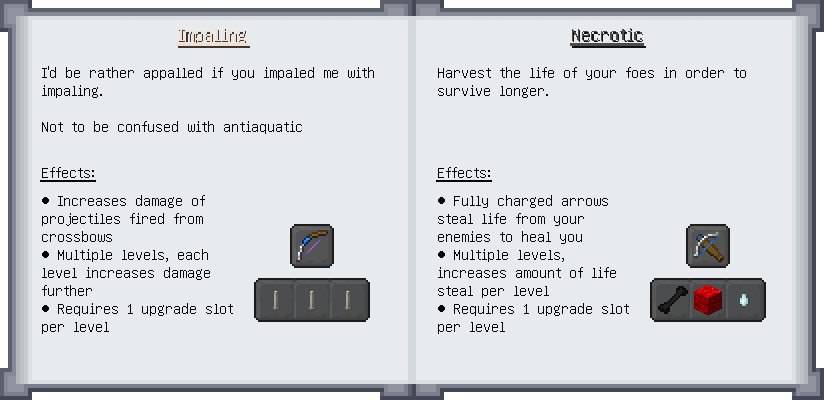 Impaling
I'd be rather appalled if you impaled me with
impaling.
Not to be confused with antiaquatic
Effects:
● Increases damage of
projectiles fired from
crossbows
● Multiple levels, each
level increases damage
further
● Requires 1 upgrade slot
per level
Necrotic
Harvest the life of your foes in order to
survive longer.
Effects:
● Fully charged arrows
steal life from your
enemies to heal you
● Multiple levels,
increases amount of life
steal per level
● Requires 1 upgrade slot
per level